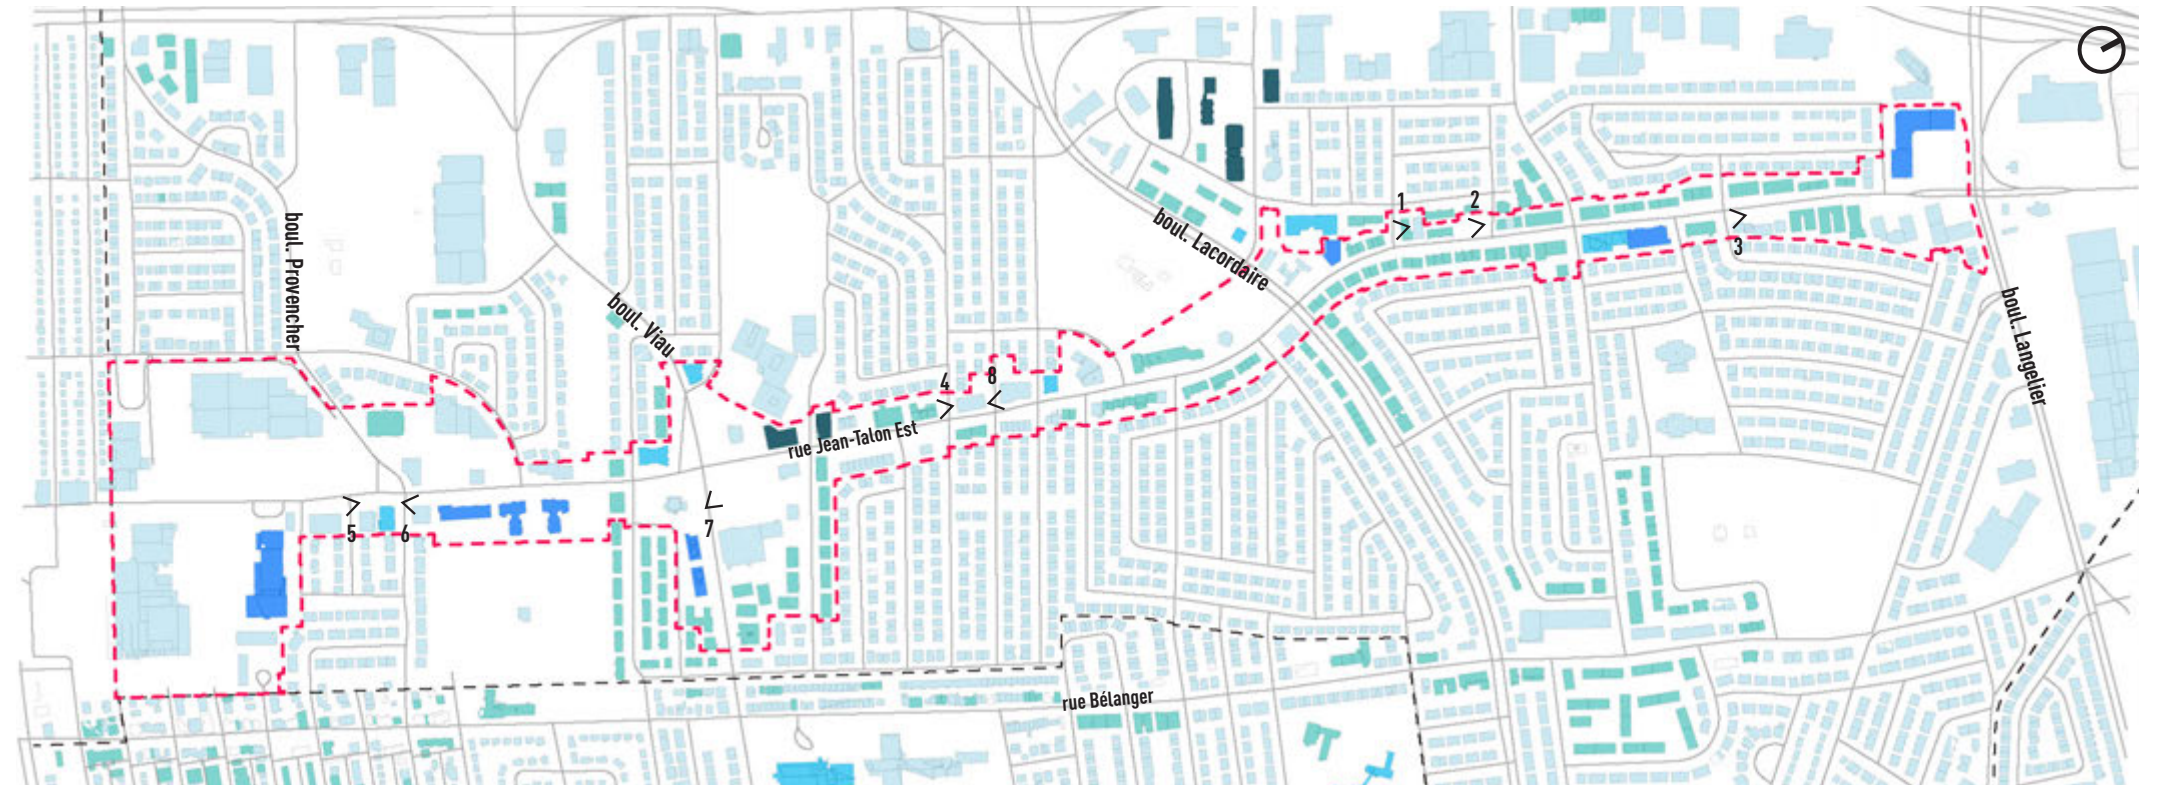 1
2
3
boul. Provencher
boul. Lacordaire
boul. Viau
boul. Langelier
4
8
rue Jean-Talon Est
5
6
7
rue Bélanger